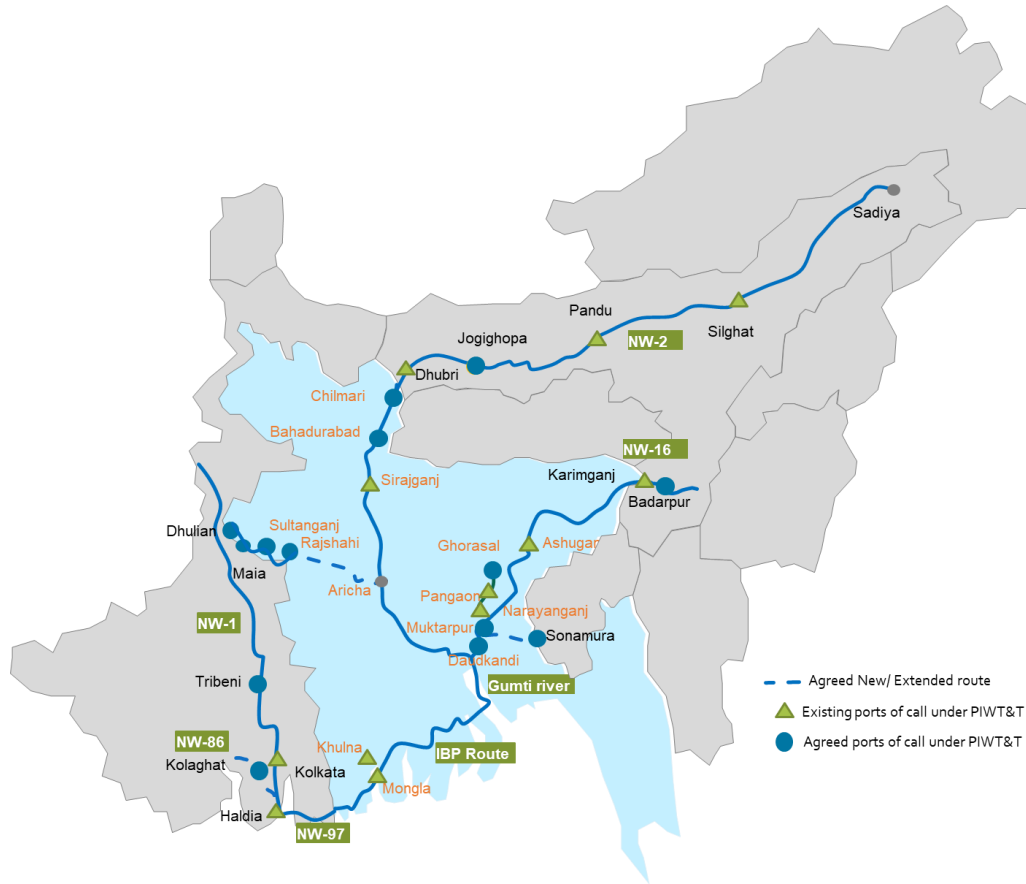 Sadiya
Pandu
Silghat
NW-2
Jogighopa
Dhubri
Chilmari
Bahadurabad
NW-16
Karimganj
Sirajganj
Badarpur
Dhulian
Sultanganj
Rajshahi
Ghorasal
Ashuganj
Maia
Aricha
Pangaon
Narayanganj
NW-1
Muktarpur
Sonamura
Daudkandi
Tribeni
Gumti river
Agreed New/ Extended route
Existing ports of call under PIWT&T
Agreed ports of call under PIWT&T
NW-86
Kolaghat
Kolkata
Khulna
IBP Route
Mongla
Haldia
NW-97